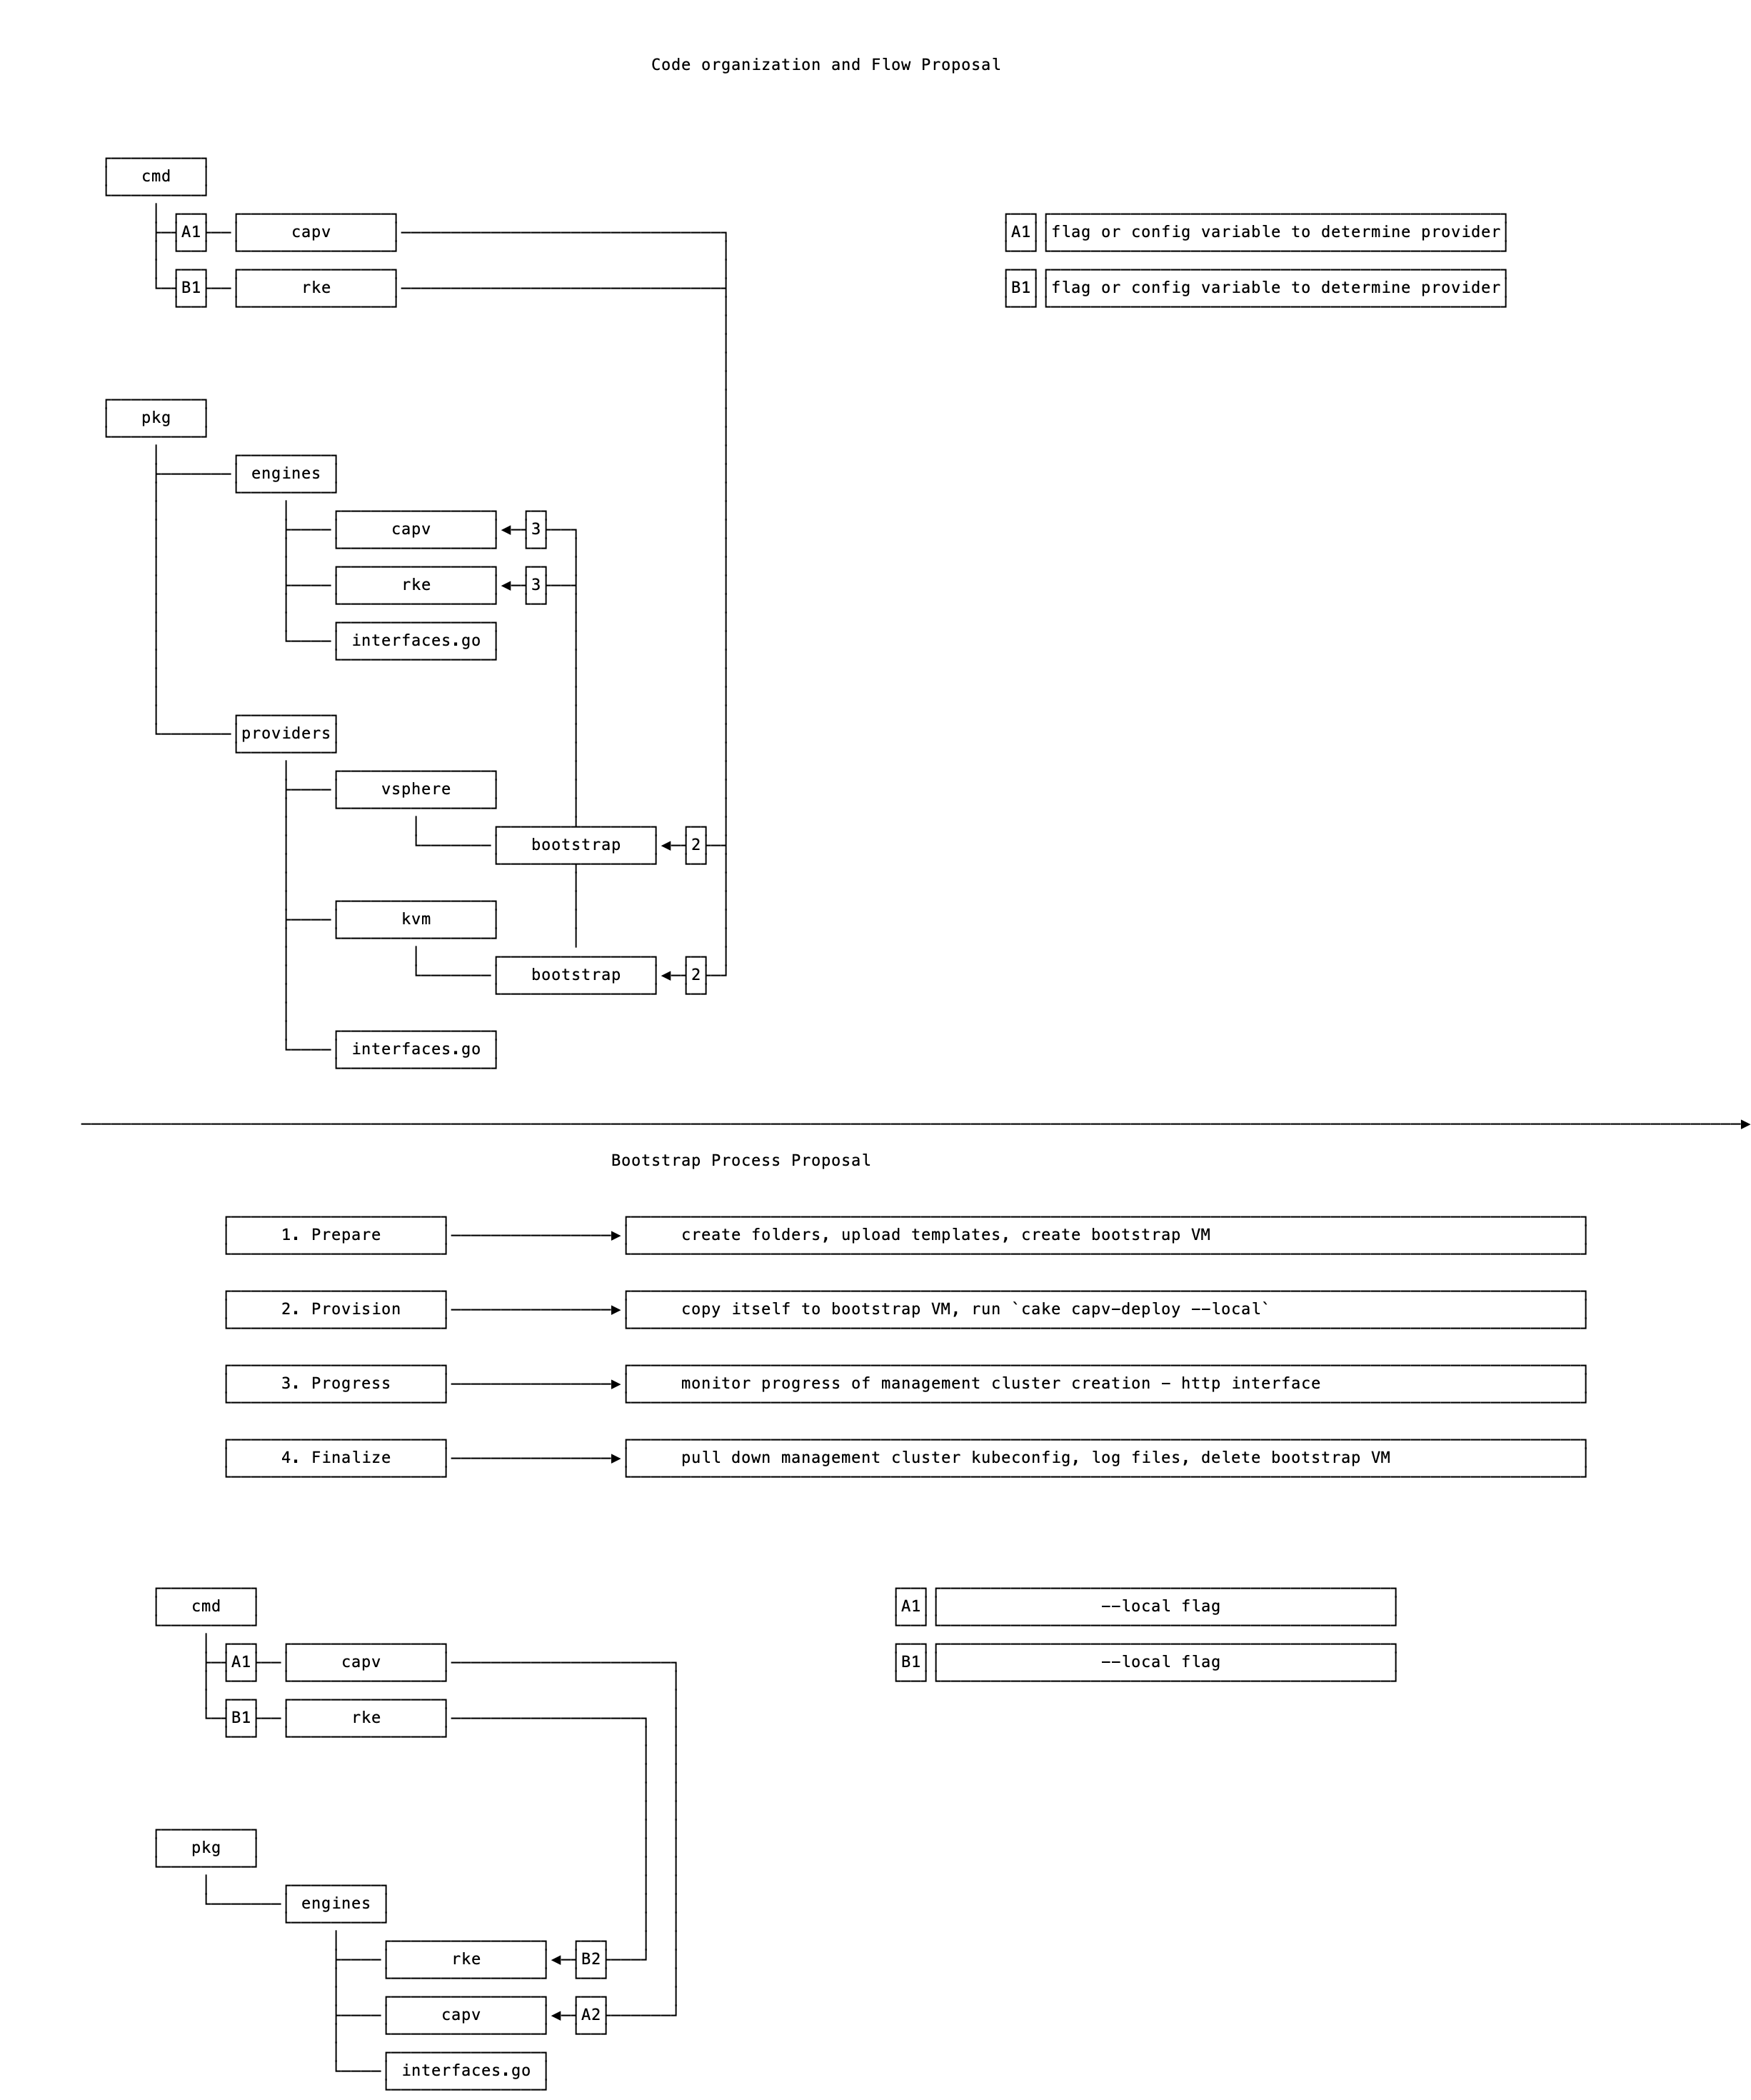 Code organization and Flow Proposal
cmd
A1 capv
A1 flag or config variable to determine provider
B1 rke
B1 flag or config variable to determine provider
pkg
engines
capv 3
rke 3
interfaces.go
providers
vsphere
bootstrap 2
kvm
bootstrap 2
interfaces.go
Bootstrap Process Proposal
1. Prepare create folders, upload templates, create bootstrap VM
2. Provision copy itself to bootstrap VM, run `cake capv-deploy --local`
3. Progress monitor progress of management cluster creation - http interface
4. Finalize pull down management cluster kubeconfig, log files, delete bootstrap VM
cmd
A1 --local flag
A1 capv
B1 --local flag
B1 rke
pkg
engines
rke B2
capv A2
interfaces.go